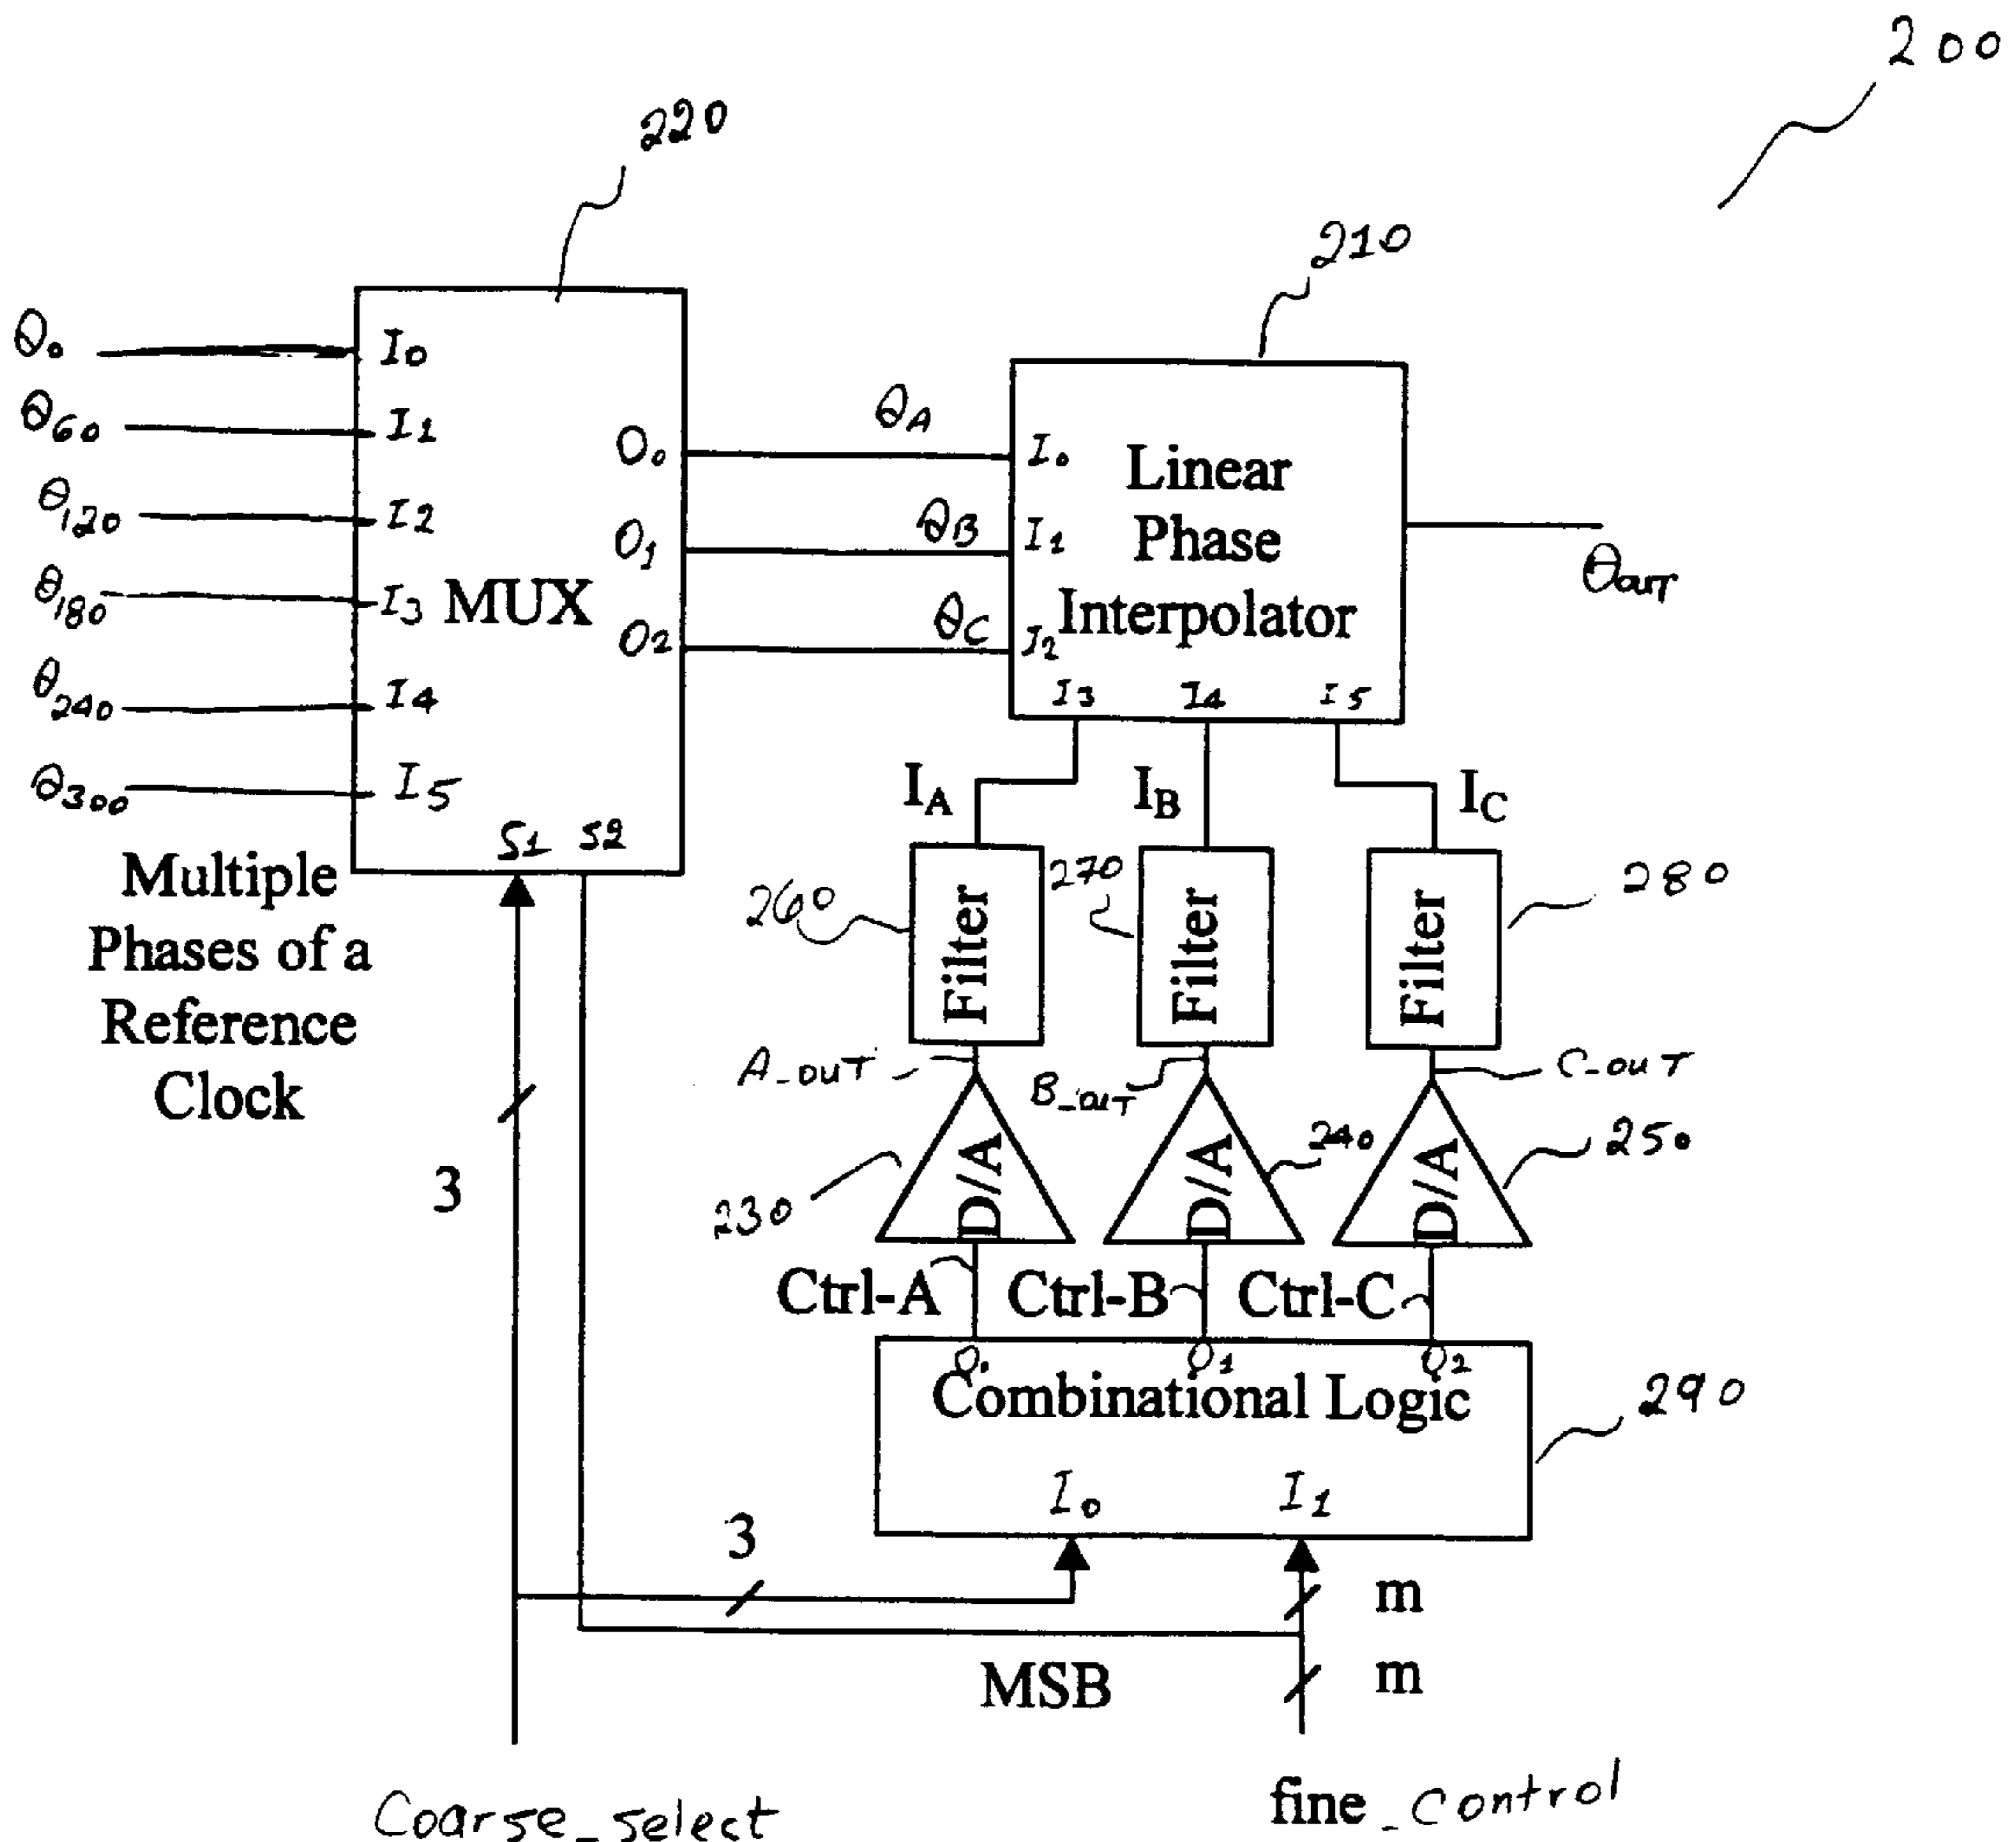 200
220
210
θ0
I0
θ60
I1
θ120
I2
θ180
I3
MUX
θ240
I4
θ300
I5
S1
S2
O0
O1
O2
θA
θB
θC
I0
I1
I2
Linear
Phase
Interpolator
I3
I4
I5
θOUT
Multiple
Phases of a
Reference
Clock
IA
IB
IC
260
270
280
Filter
Filter
Filter
A_OUT
B_OUT
C_OUT
230
240
250
D/A
D/A
D/A
3
Ctrl-A
Ctrl-B
Ctrl-C
O0
O1
O2
Combinational Logic
290
I0
I1
3
m
MSB
m
Coarse_select
fine_control